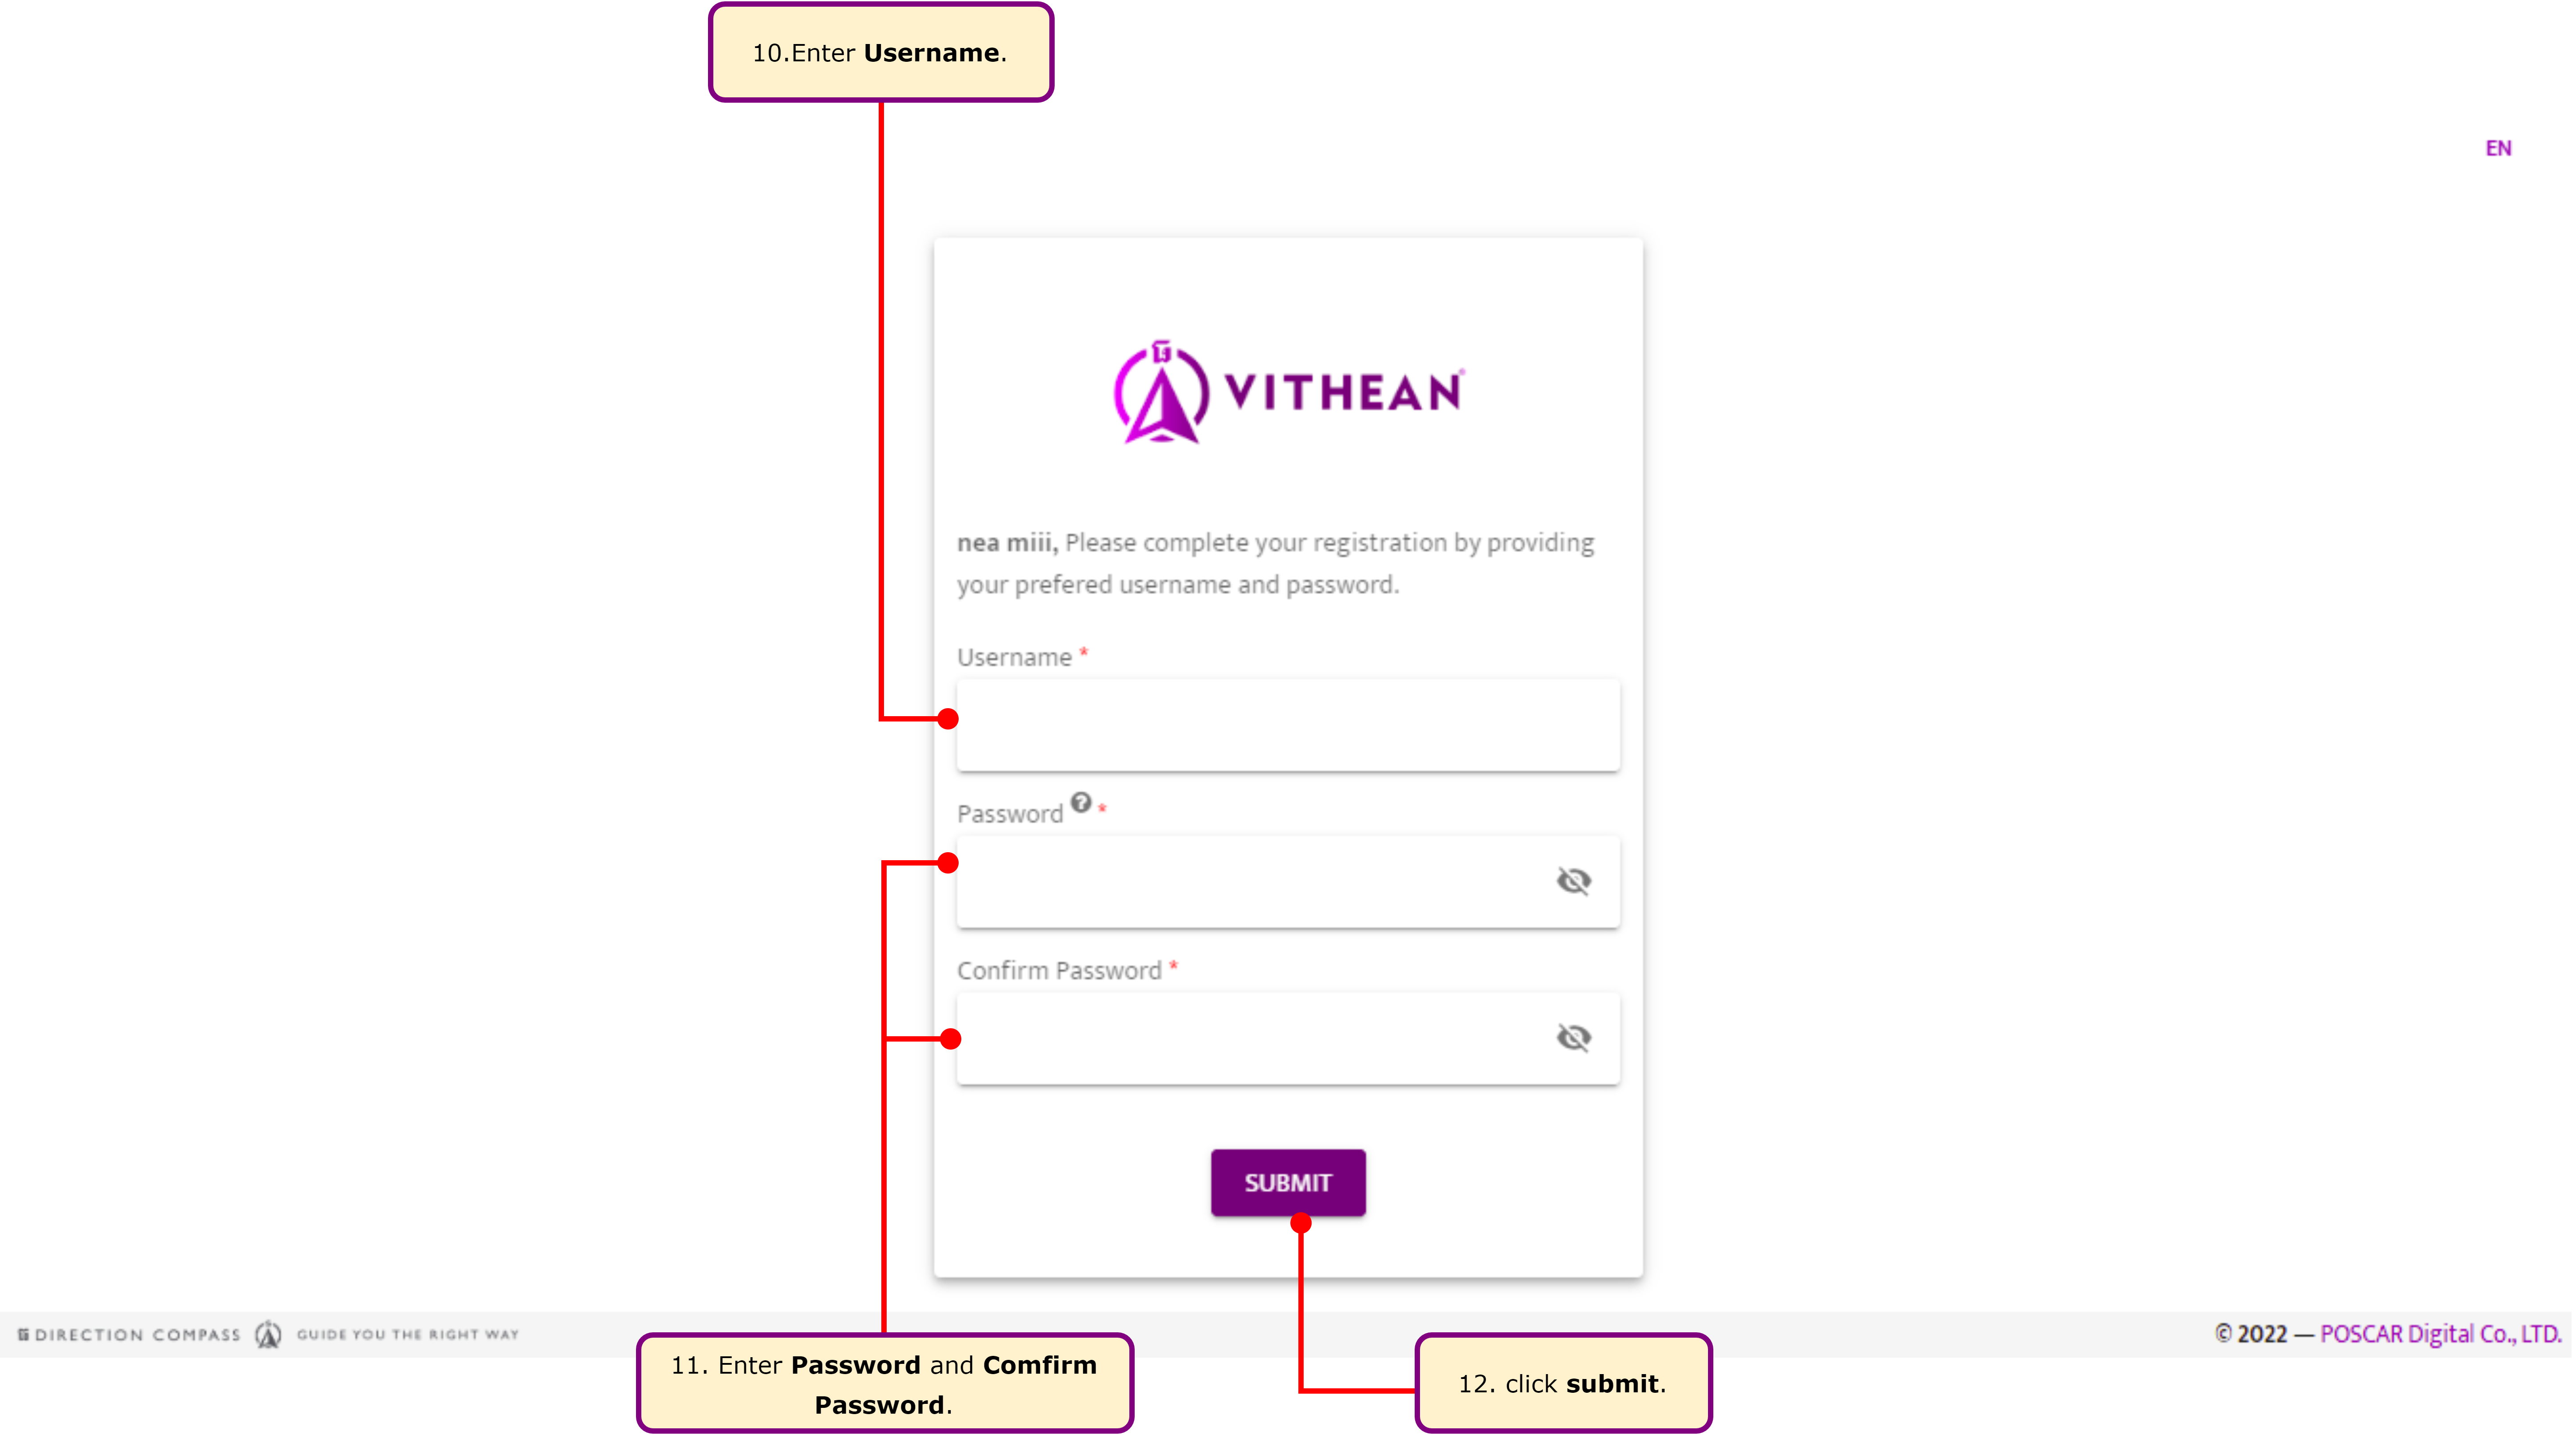 10.Enter Username.
EN
VITHEAN
nea miii, Please complete your registration by providing
your prefered username and password.
Username *
Password *
Confirm Password *
SUBMIT
DIRECTION COMPASS GUIDE YOU THE RIGHT WAY
© 2022 — POSCAR Digital Co., LTD.
11. Enter Password and Comfirm
Password.
12. click submit.